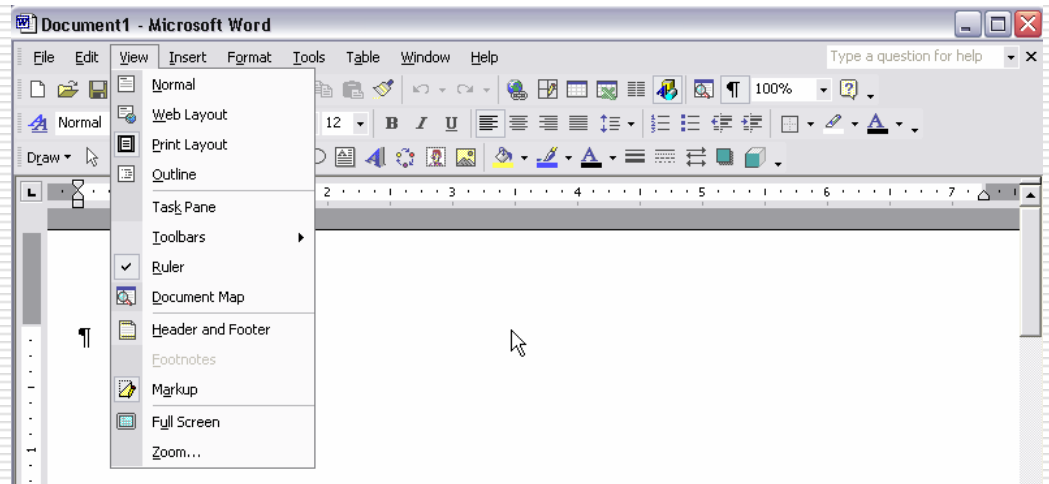 Document1 - Microsoft Word
File Edit View Insert Format Tools Table Window Help Type a question for help
Normal
¶ 100%
Web Layout
Normal 12 B I U A
Print Layout
Draw A
Outline
L 2 3 4 5 6 7
Task Pane
Toolbars
Ruler
Document Map
Header and Footer
¶
Footnotes
Markup
Full Screen
1
Zoom...